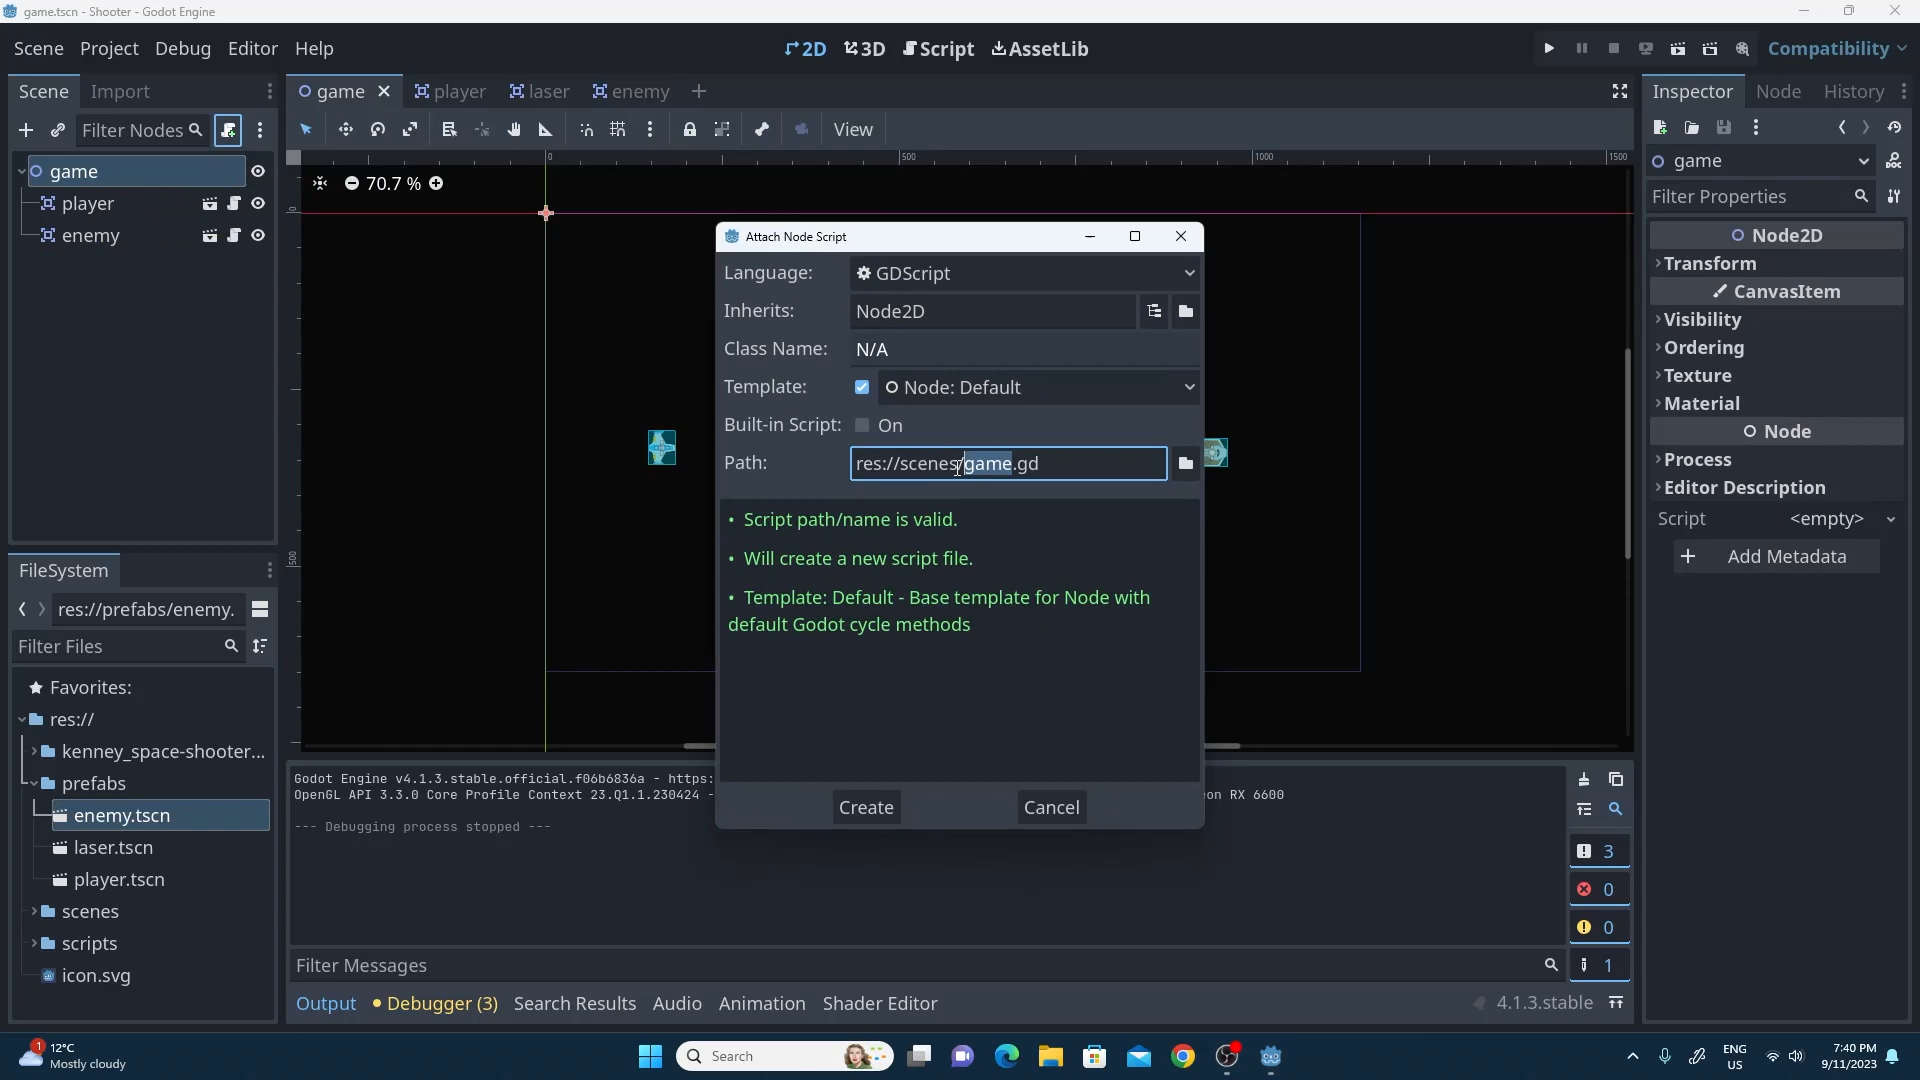 game.tscn - Shooter - Godot Engine
Scene Project Debug Editor Help
2D 3D Script AssetLib
Compatibility
Scene Import
game player laser enemy
Inspector Node History
Filter Nodes
View
game
player
enemy
0 500 1000 1500
70.7 %
0
500
Attach Node Script
Language: GDScript
Inherits: Node2D
Class Name: N/A
Template: Node: Default
Built-in Script: On
Path: res://scenes/game.gd
• Script path/name is valid.
• Will create a new script file.
• Template: Default - Base template for Node with
default Godot cycle methods
Create Cancel
game
Filter Properties
Node2D
Transform
CanvasItem
Visibility
Ordering
Texture
Material
Node
Process
Editor Description
Script <empty>
Add Metadata
FileSystem
res://prefabs/enemy.
Filter Files
Favorites:
res://
kenney_space-shooter...
prefabs
enemy.tscn
laser.tscn
player.tscn
scenes
scripts
icon.svg
Godot Engine v4.1.3.stable.official.f06b6836a - https:
OpenGL API 3.3.0 Core Profile Context 23.Q1.1.230424 - on RX 6600
--- Debugging process stopped ---
3
0
0
1
Filter Messages
Output Debugger (3) Search Results Audio Animation Shader Editor
4.1.3.stable
1
12°C
Mostly cloudy
Search
ENG
US
7:40 PM
9/11/2023